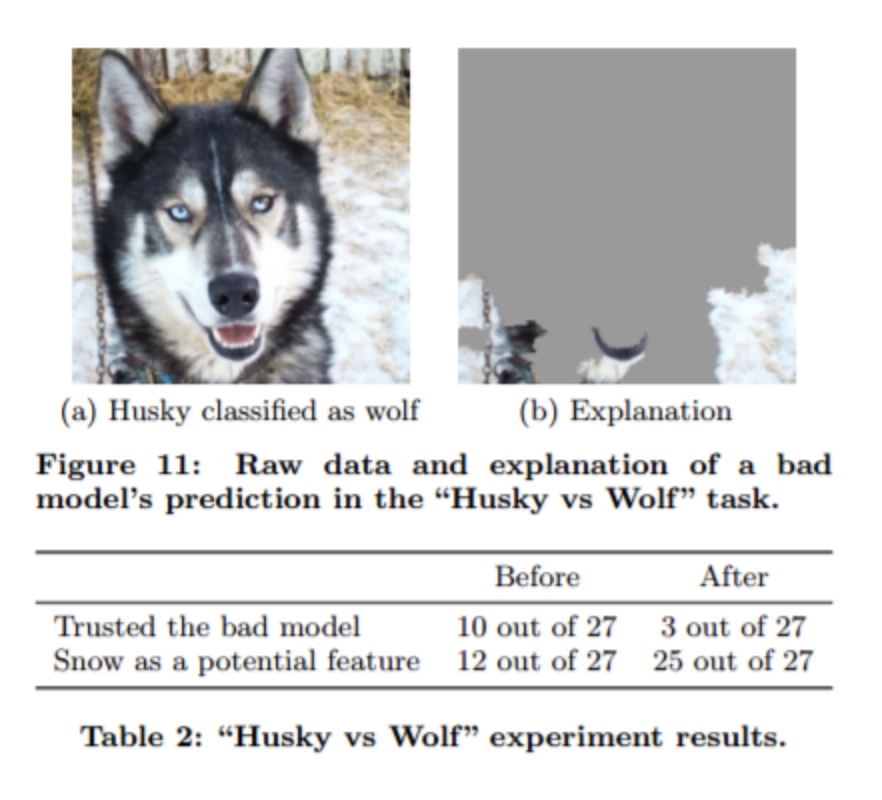 (a) Husky classified as wolf
(b) Explanation
Figure 11: Raw data and explanation of a bad
model's prediction in the “Husky vs Wolf” task.
Before After
Trusted the bad model 10 out of 27 3 out of 27
Snow as a potential feature 12 out of 27 25 out of 27
Table 2: “Husky vs Wolf” experiment results.